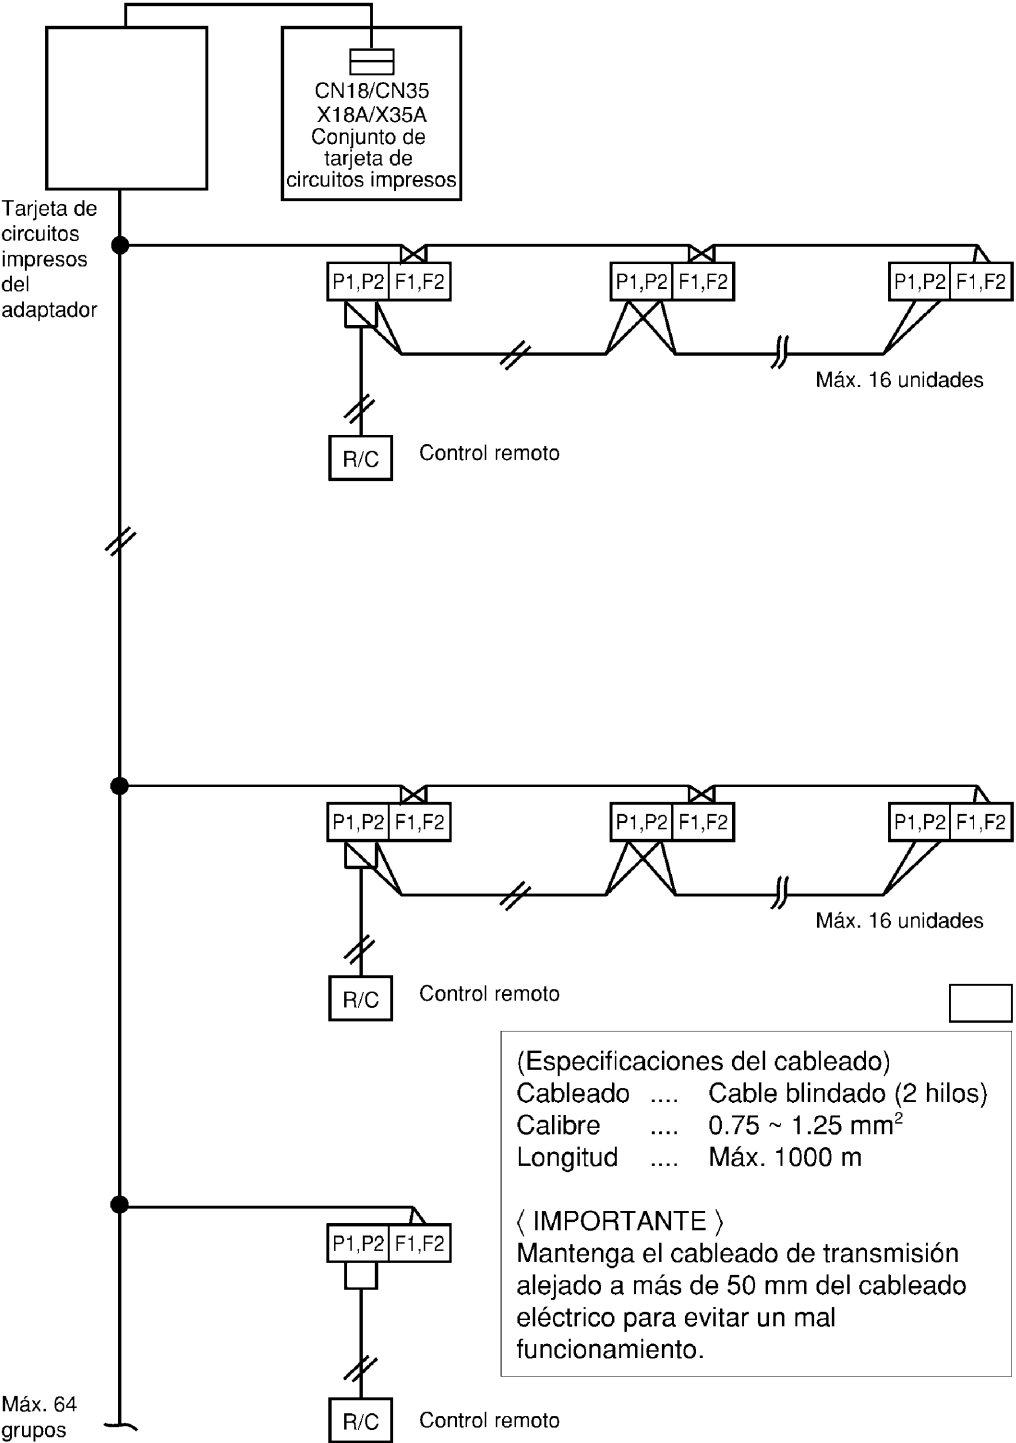 CN18/CN35
X18A/X35A
Conjunto de
tarjeta de
circuitos impresos
Tarjeta de
circuitos
impresos
del
adaptador
P1,P2 F1,F2
P1,P2 F1,F2
P1,P2 F1,F2
Máx. 16 unidades
R/C
Control remoto
P1,P2 F1,F2
P1,P2 F1,F2
P1,P2 F1,F2
Máx. 16 unidades
R/C
Control remoto
(Especificaciones del cableado)
Cableado .... Cable blindado (2 hilos)
Calibre .... 0.75 ~ 1.25 mm²
Longitud .... Máx. 1000 m
〈 IMPORTANTE 〉
Mantenga el cableado de transmisión
alejado a más de 50 mm del cableado
eléctrico para evitar un mal
funcionamiento.
P1,P2 F1,F2
R/C
Control remoto
Máx. 64
grupos